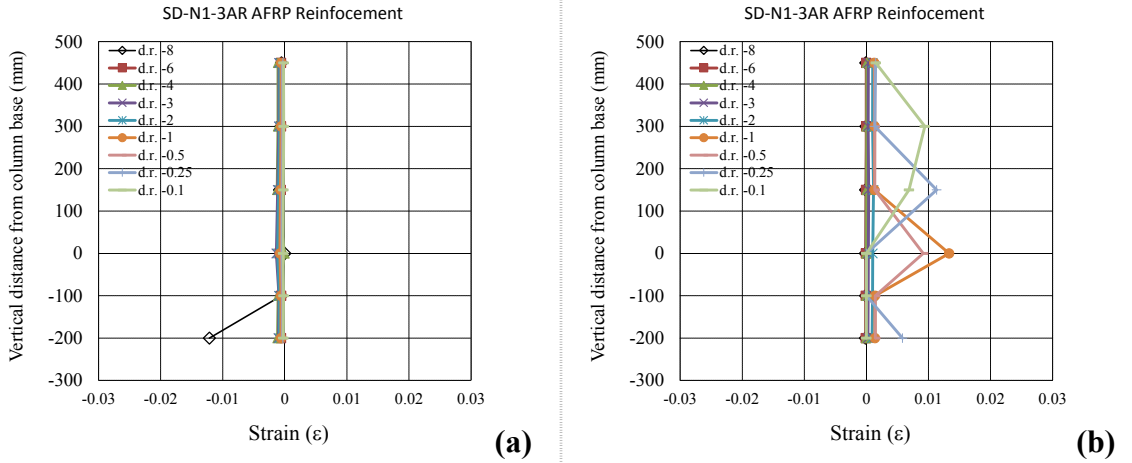 SD-N1-3AR AFRP Reinfocement
Vertical distance from column base (mm)
500
400
300
200
100
0
-100
-200
-300
d.r. -8
d.r. -6
d.r. -4
d.r. -3
d.r. -2
d.r. -1
d.r. -0.5
d.r. -0.25
d.r. -0.1
-0.03 -0.02 -0.01 0 0.01 0.02 0.03
Strain (ε)
(a)
SD-N1-3AR AFRP Reinfocement
Vertical distance from column base (mm)
500
400
300
200
100
0
-100
-200
-300
d.r. -8
d.r. -6
d.r. -4
d.r. -3
d.r. -2
d.r. -1
d.r. -0.5
d.r. -0.25
d.r. -0.1
-0.03 -0.02 -0.01 0 0.01 0.02 0.03
Strain (ε)
(b)